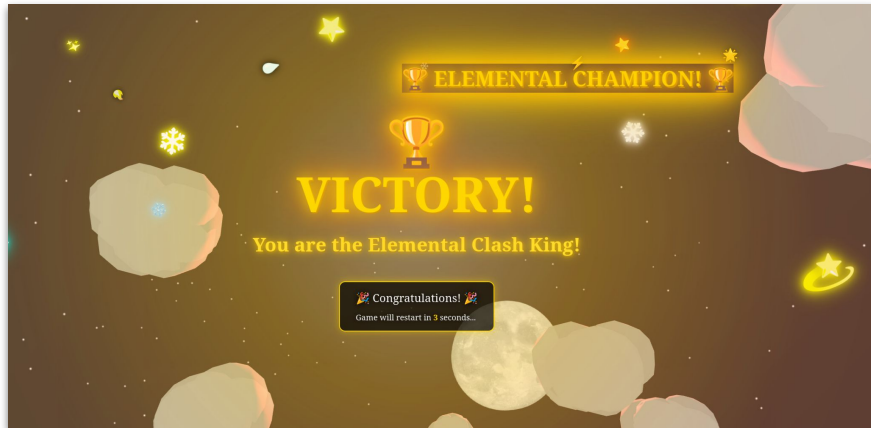 🏆 ELEMENTAL CHAMPION! 🏆
VICTORY!
You are the Elemental Clash King!
🎉 Congratulations! 🎉
Game will restart in 3 seconds...